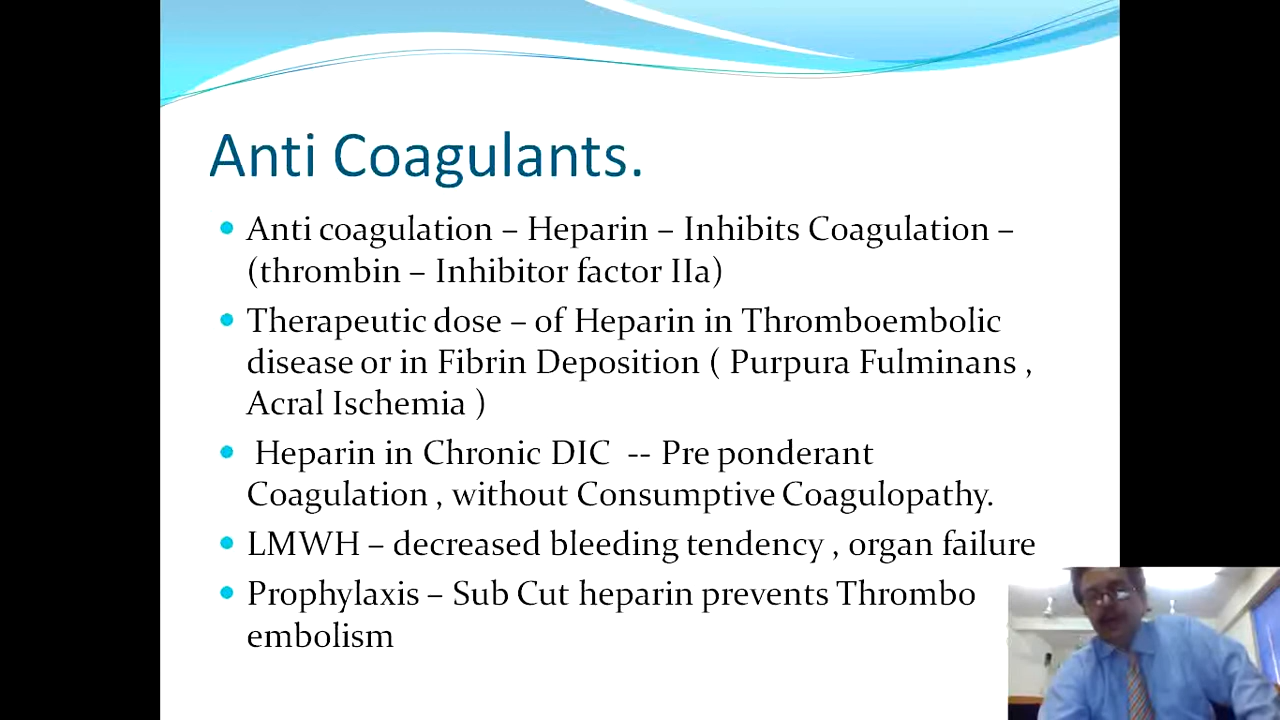 Anti Coagulants.
Anti coagulation – Heparin – Inhibits Coagulation –
(thrombin – Inhibitor factor IIa)
Therapeutic dose – of Heparin in Thromboembolic
disease or in Fibrin Deposition ( Purpura Fulminans ,
Acral Ischemia )
Heparin in Chronic DIC -- Pre ponderant
Coagulation , without Consumptive Coagulopathy.
LMWH – decreased bleeding tendency , organ failure
Prophylaxis – Sub Cut heparin prevents Thrombo
embolism